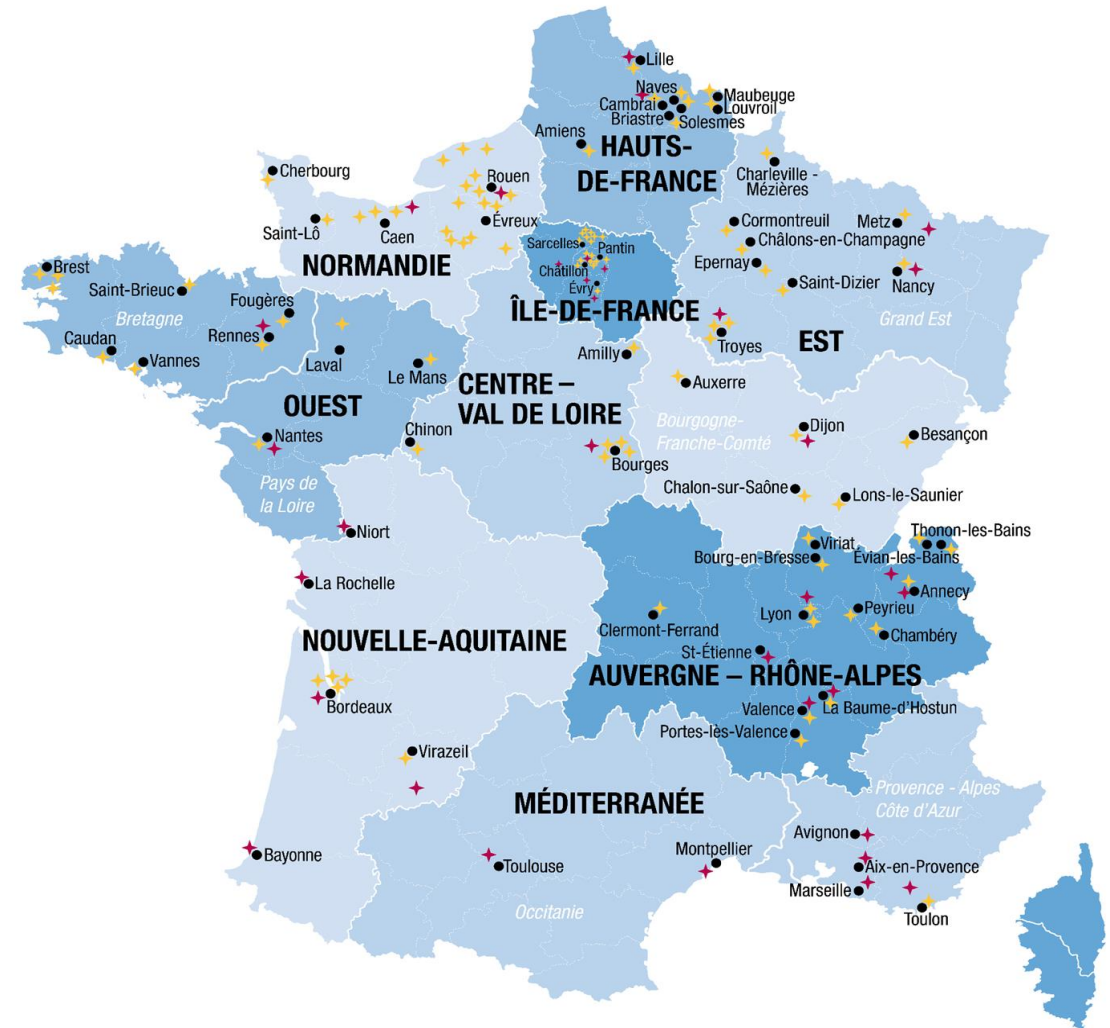 Lille
Naves
Maubeuge
Cambrai
Louvroil
Briastre
Solesmes
Amiens
HAUTS-
DE-FRANCE
Cherbourg
Rouen
Charleville -
Mézières
Saint-Lô
Caen
Évreux
Cormontreuil
Metz
Châlons-en-Champagne
NORMANDIE
Sarcelles
Pantin
Châtillon
Évry
Epernay
Saint-Dizier
Nancy
Brest
Saint-Brieuc
Fougères
ÎLE-DE-FRANCE
Bretagne
Grand Est
Rennes
Troyes
EST
Caudan
Vannes
Laval
Le Mans
Amilly
CENTRE –
VAL DE LOIRE
Auxerre
OUEST
Chinon
Nantes
Bourgogne-
Franche-Comté
Dijon
Besançon
Bourges
Pays de
la Loire
Chalon-sur-Saône
Lons-le-Saunier
Niort
Viriat
Thonon-les-Bains
Bourg-en-Bresse
Évian-les-Bains
La Rochelle
Annecy
Clermont-Ferrand
Lyon
Peyrieu
Chambéry
NOUVELLE-AQUITAINE
St-Étienne
AUVERGNE – RHÔNE-ALPES
Bordeaux
Valence
La Baume-d'Hostun
Portes-lès-Valence
Virazeil
MÉDITERRANÉE
Provence - Alpes
Côte d'Azur
Avignon
Bayonne
Toulouse
Montpellier
Aix-en-Provence
Marseille
Occitanie
Toulon